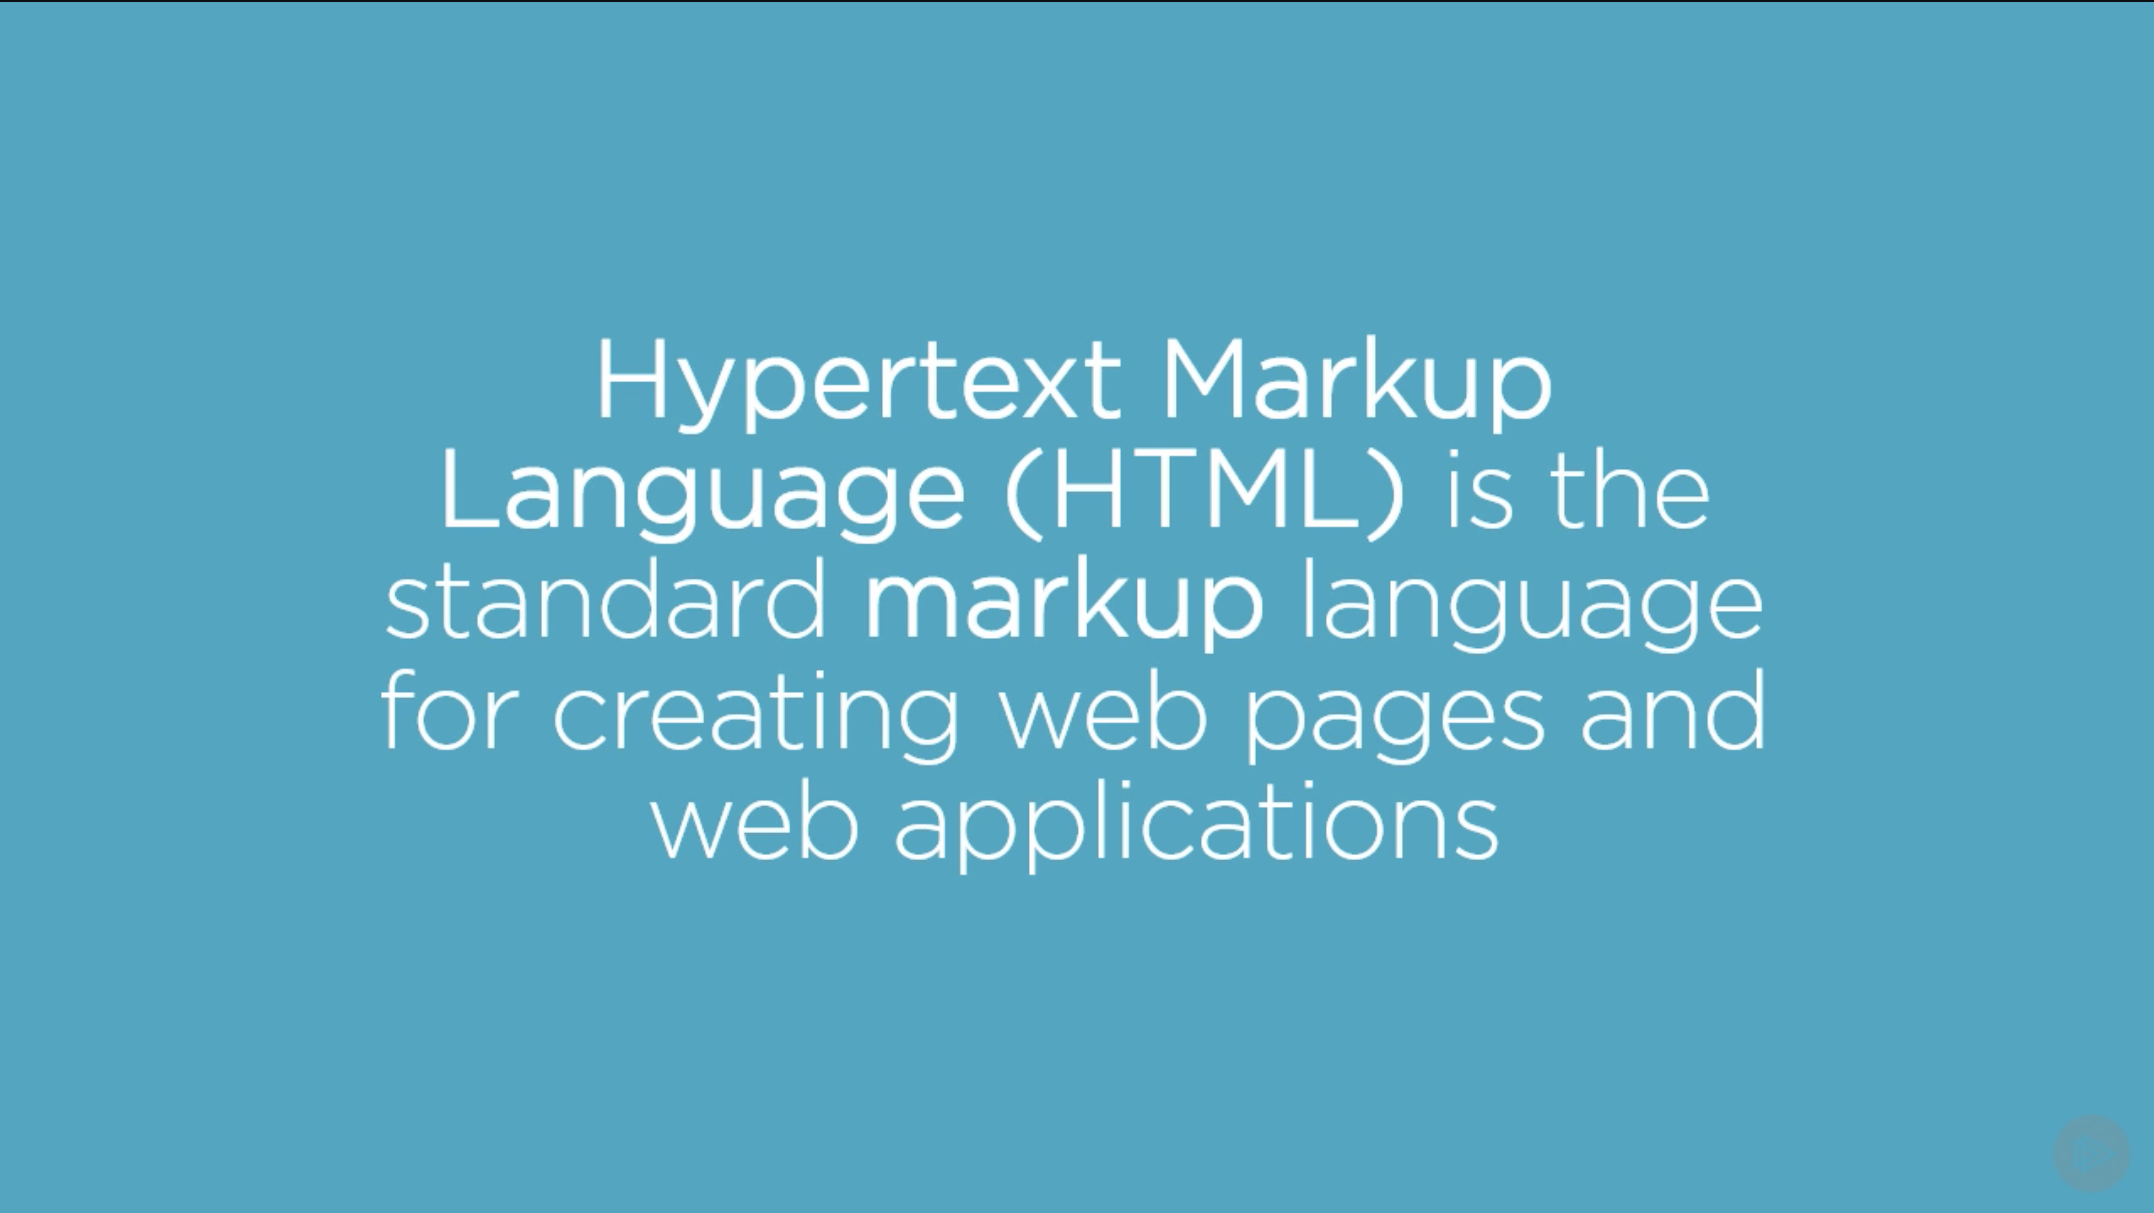 Hypertext Markup
Language (HTML) is the
standard markup language
for creating web pages and
web applications